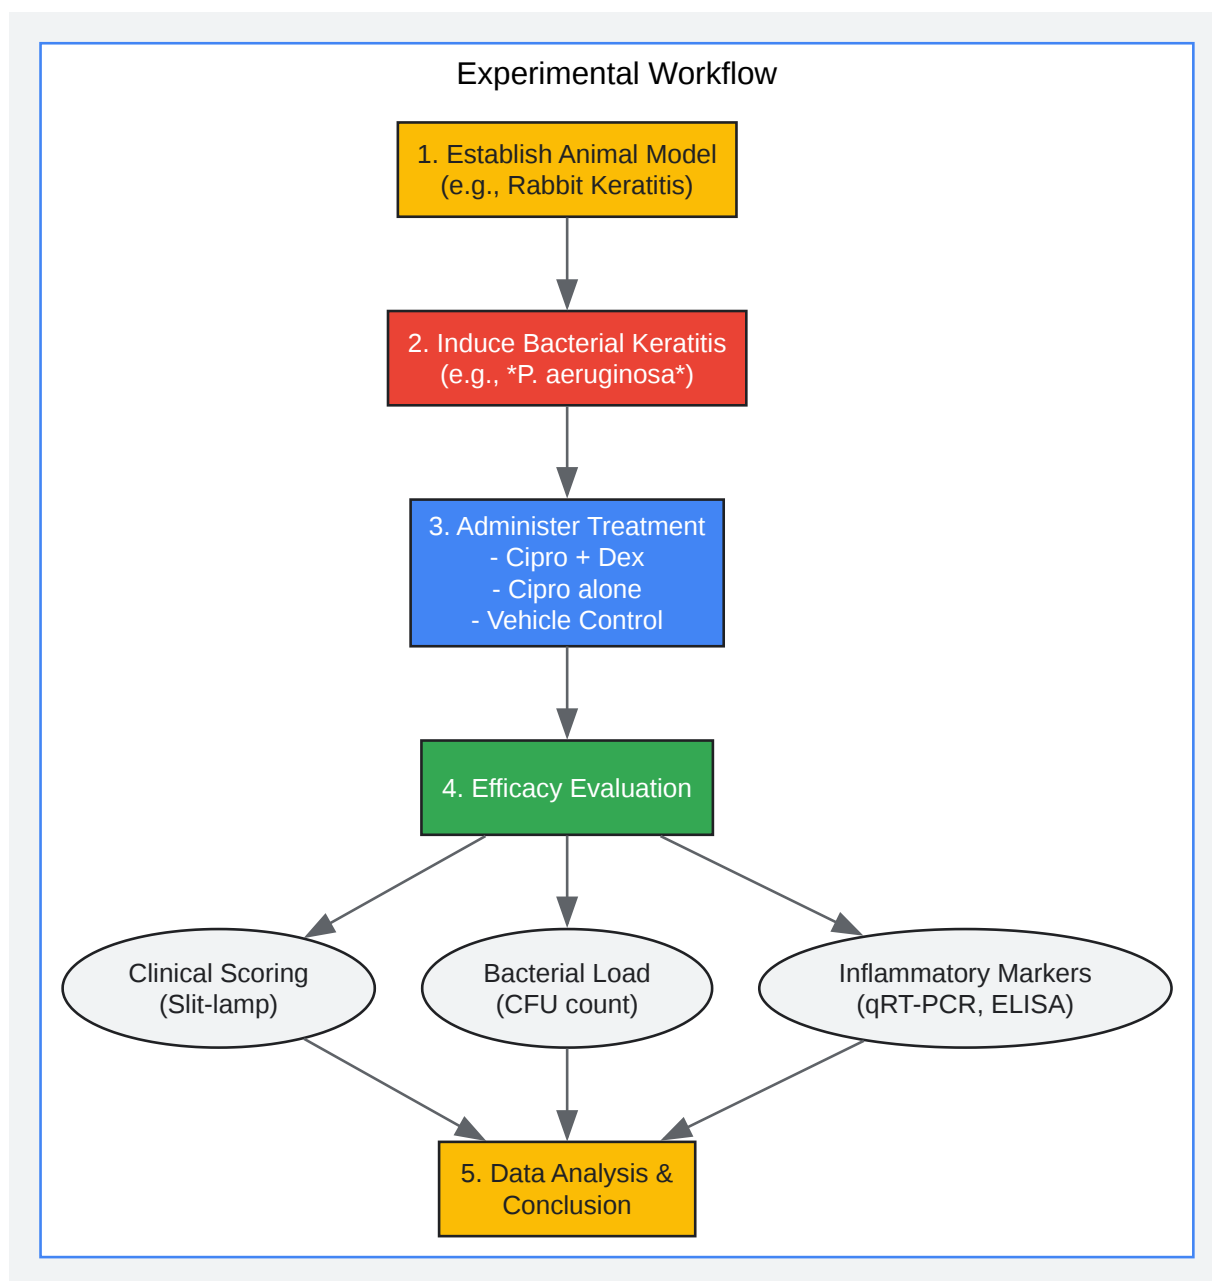 Experimental Workflow
1. Establish Animal Model
(e.g., Rabbit Keratitis)
2. Induce Bacterial Keratitis
(e.g., *P. aeruginosa*)
3. Administer Treatment
- Cipro + Dex
- Cipro alone
- Vehicle Control
4. Efficacy Evaluation
Clinical Scoring
(Slit-lamp)
Bacterial Load
(CFU count)
Inflammatory Markers
(qRT-PCR, ELISA)
5. Data Analysis &
Conclusion